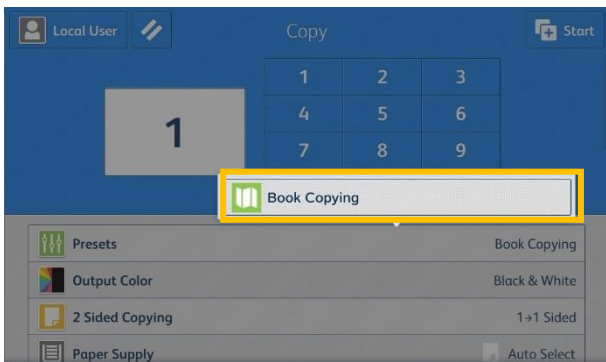 Local User
Copy
Start
1
1 2 3
4 5 6
7 8 9
Book Copying
Presets Book Copying
Output Color Black & White
2 Sided Copying 1→1 Sided
Paper Supply Auto Select